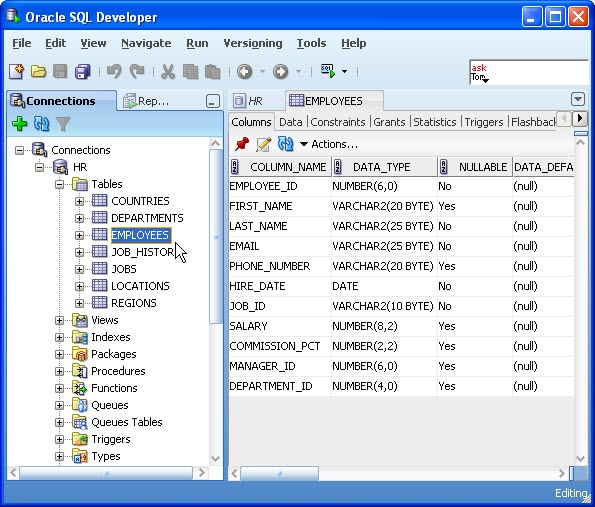 Oracle SQL Developer
File Edit View Navigate Run Versioning Tools Help
SQL
ask
Tom
Connections Rep...
HR EMPLOYEES
Columns Data Constraints Grants Statistics Triggers Flashback
Actions...
COLUMN_NAME DATA_TYPE NULLABLE DATA_DEFA
EMPLOYEE_ID NUMBER(6,0) No (null)
FIRST_NAME VARCHAR2(20 BYTE) Yes (null)
LAST_NAME VARCHAR2(25 BYTE) No (null)
EMAIL VARCHAR2(25 BYTE) No (null)
PHONE_NUMBER VARCHAR2(20 BYTE) Yes (null)
HIRE_DATE DATE No (null)
JOB_ID VARCHAR2(10 BYTE) No (null)
SALARY NUMBER(8,2) Yes (null)
COMMISSION_PCT NUMBER(2,2) Yes (null)
MANAGER_ID NUMBER(6,0) Yes (null)
DEPARTMENT_ID NUMBER(4,0) Yes (null)
Connections
HR
Tables
COUNTRIES
DEPARTMENTS
EMPLOYEES
JOB_HISTOR
JOBS
LOCATIONS
REGIONS
Views
Indexes
Packages
Procedures
Functions
Queues
Queues Tables
Triggers
Types
Editing